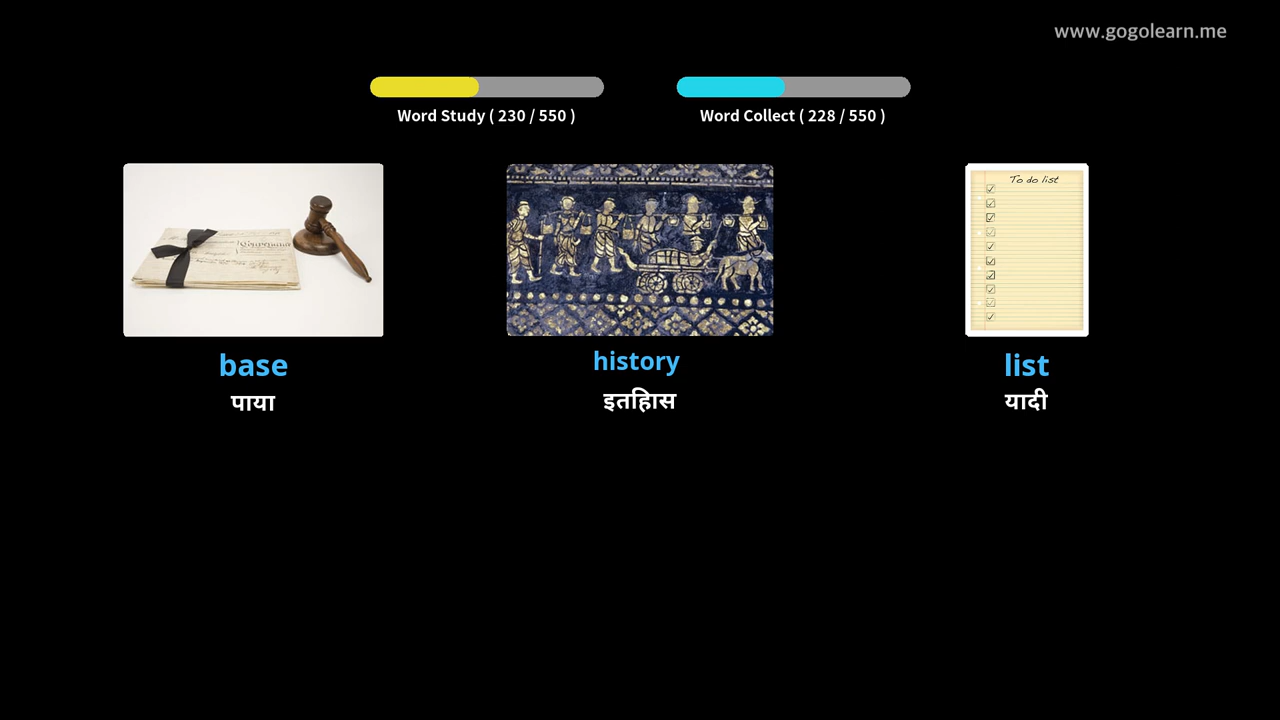 www.gogolearn.me
Word Study ( 230 / 550 )
Word Collect ( 228 / 550 )
To do list
base
history
list
पाया
इतिहास
यादी